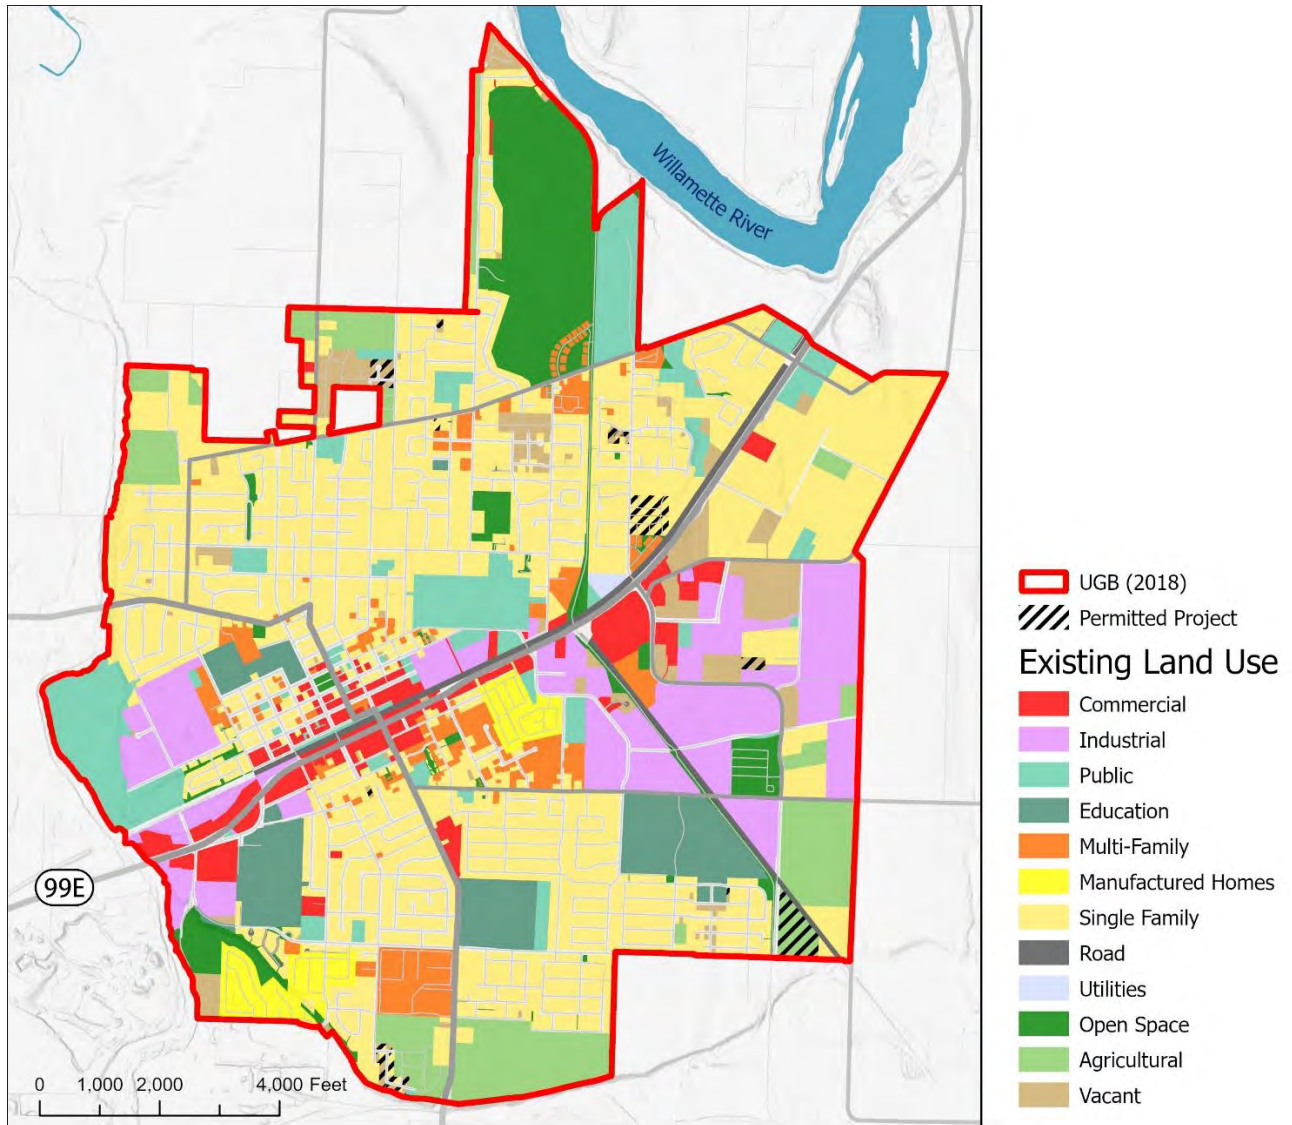 Willamette River
99E
0 1,000 2,000 4,000 Feet
UGB (2018)
Permitted Project
Existing Land Use
Commercial
Industrial
Public
Education
Multi-Family
Manufactured Homes
Single Family
Road
Utilities
Open Space
Agricultural
Vacant